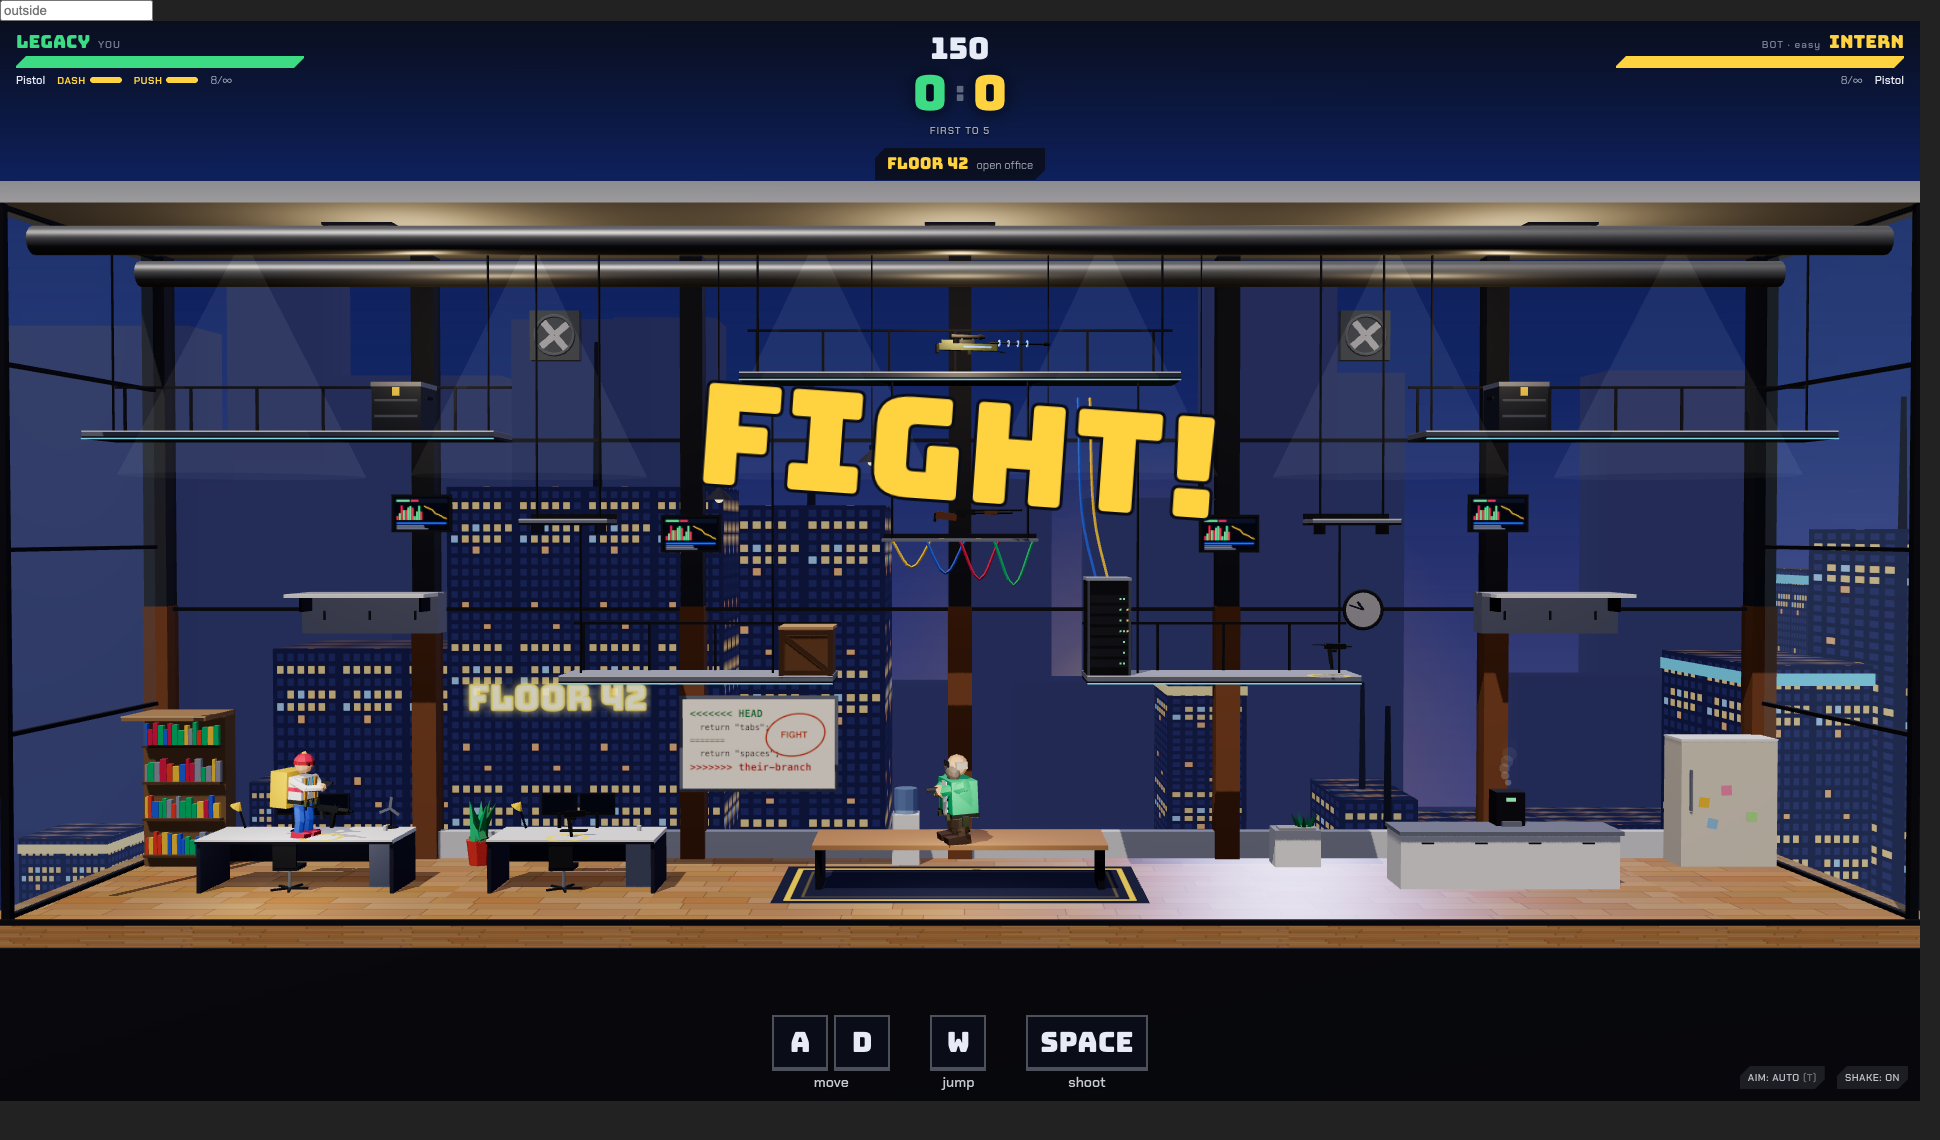 outside
LEGACY YOU
Pistol DASH PUSH 8/∞
150
0 : 0
FIRST TO 5
FLOOR 42 open office
BOT · easy INTERN
8/∞ Pistol
FIGHT!
FLOOR 42
<<<<<<< HEAD
return "tabs";
=======
return "spaces";
>>>>>>> their-branch
FIGHT
A D W SPACE
move jump shoot
AIM: AUTO (T) SHAKE: ON